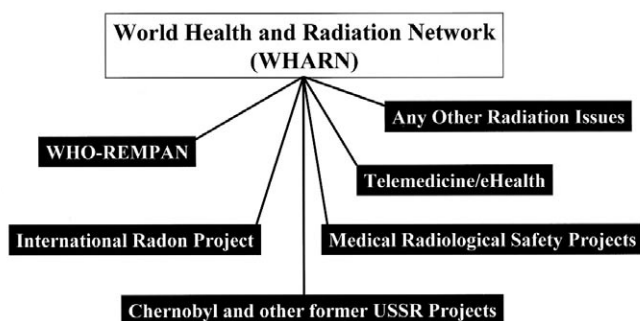 World Health and Radiation Network
(WHARN)
Any Other Radiation Issues
WHO-REMPAN
Telemedicine/eHealth
International Radon Project
Medical Radiological Safety Projects
Chernobyl and other former USSR Projects